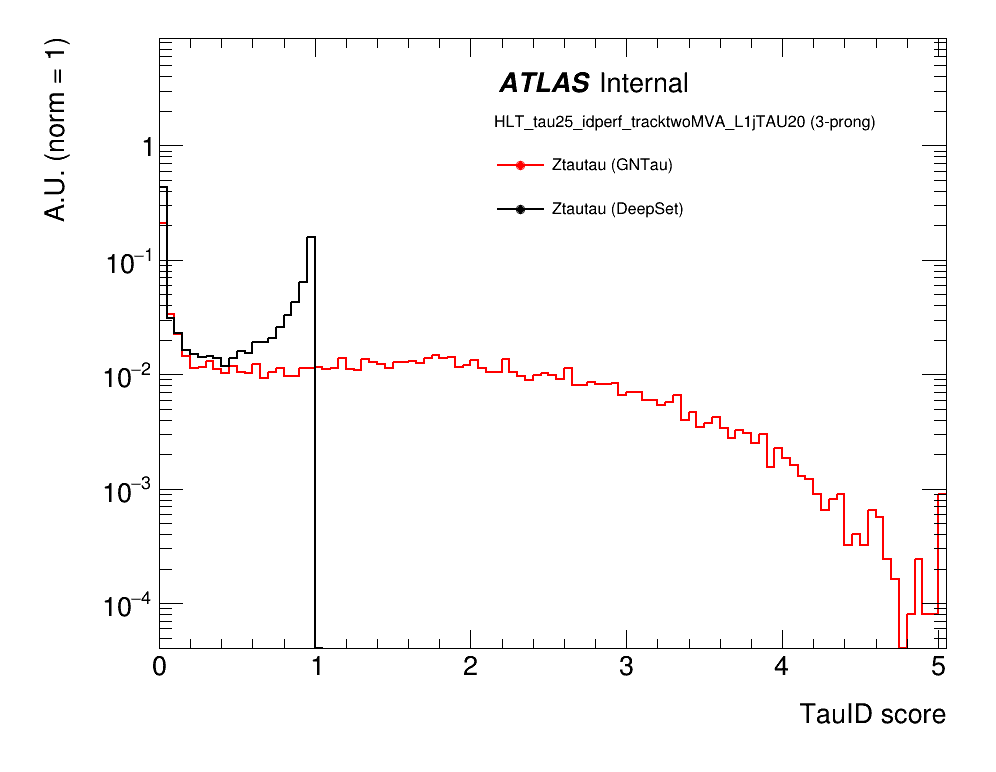 A.U. (norm = 1)
ATLAS Internal
HLT_tau25_idperf_tracktwoMVA_L1jTAU20 (3-prong)
Ztautau (GNTau)
Ztautau (DeepSet)
1
10⁻¹
10⁻²
10⁻³
10⁻⁴
0 1 2 3 4 5
TauID score